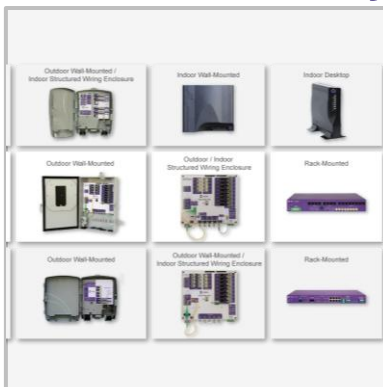 Outdoor Wall-Mounted /
Indoor Structured Wiring Enclosure
Indoor Wall-Mounted
Indoor Desktop
Outdoor Wall-Mounted
Outdoor / Indoor
Structured Wiring Enclosure
Rack-Mounted
Outdoor Wall-Mounted
Outdoor Wall-Mounted /
Indoor Structured Wiring Enclosure
Rack-Mounted